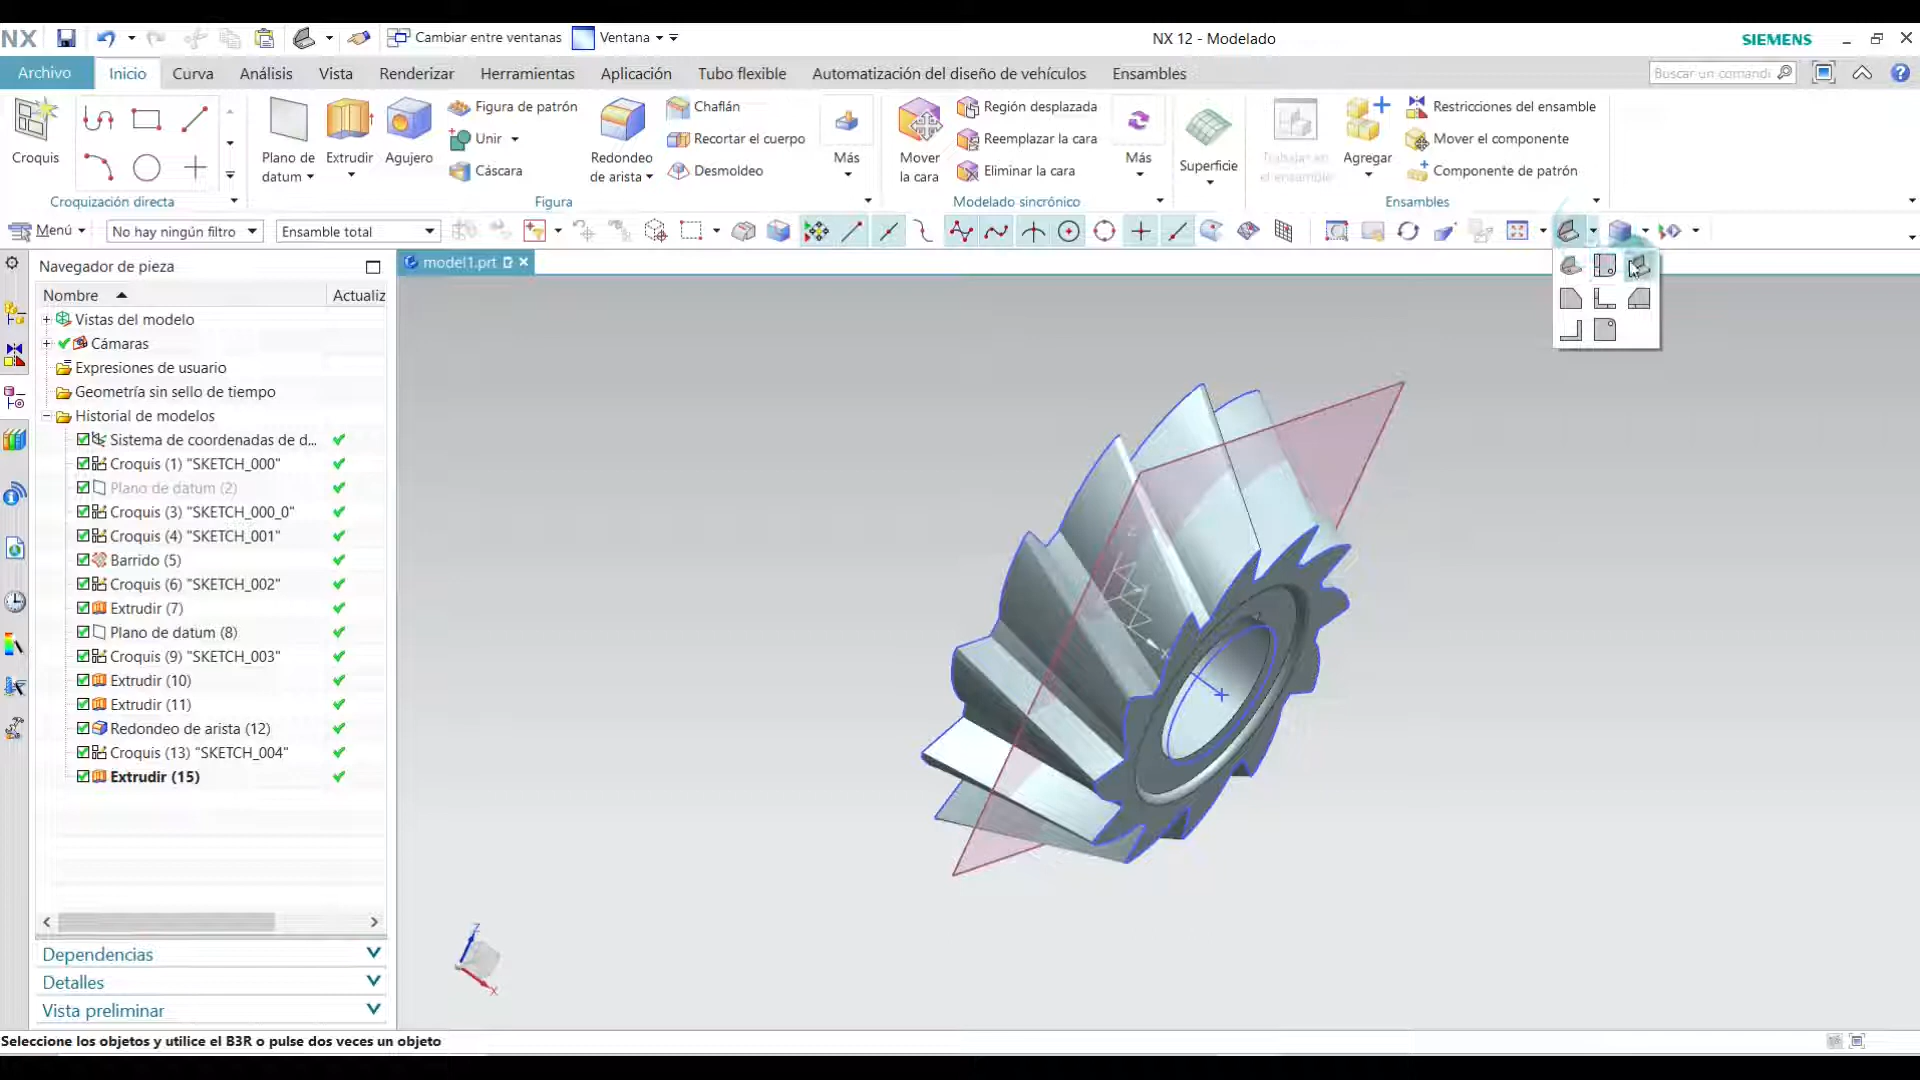 NX
Cambiar entre ventanas
Ventana
NX 12 - Modelado
SIEMENS
Archivo
Inicio
Curva
Análisis
Vista
Renderizar
Herramientas
Aplicación
Tubo flexible
Automatización del diseño de vehículos
Ensambles
Buscar un comandi
Croquis
Plano de
datum
Extrudir
Agujero
Figura de patrón
Unir
Cáscara
Redondeo
de arista
Chaflán
Recortar el cuerpo
Desmoldeo
Más
Mover
la cara
Región desplazada
Reemplazar la cara
Eliminar la cara
Más
Superficie
Trabajar en
el ensamble
Agregar
Restricciones del ensamble
Mover el componente
Componente de patrón
Croquización directa
Figura
Modelado sincrónico
Ensambles
Menú
No hay ningún filtro
Ensamble total
Navegador de pieza
model1.prt
Nombre
Actualiz
Vistas del modelo
Cámaras
Expresiones de usuario
Geometría sin sello de tiempo
Historial de modelos
Sistema de coordenadas de d...
Croquis (1) "SKETCH_000"
Plano de datum (2)
Croquis (3) "SKETCH_000_0"
Croquis (4) "SKETCH_001"
Barrido (5)
Croquis (6) "SKETCH_002"
Extrudir (7)
Plano de datum (8)
Croquis (9) "SKETCH_003"
Extrudir (10)
Extrudir (11)
Redondeo de arista (12)
Croquis (13) "SKETCH_004"
Extrudir (15)
X
Z
X
Dependencias
Detalles
Vista preliminar
Seleccione los objetos y utilice el B3R o pulse dos veces un objeto